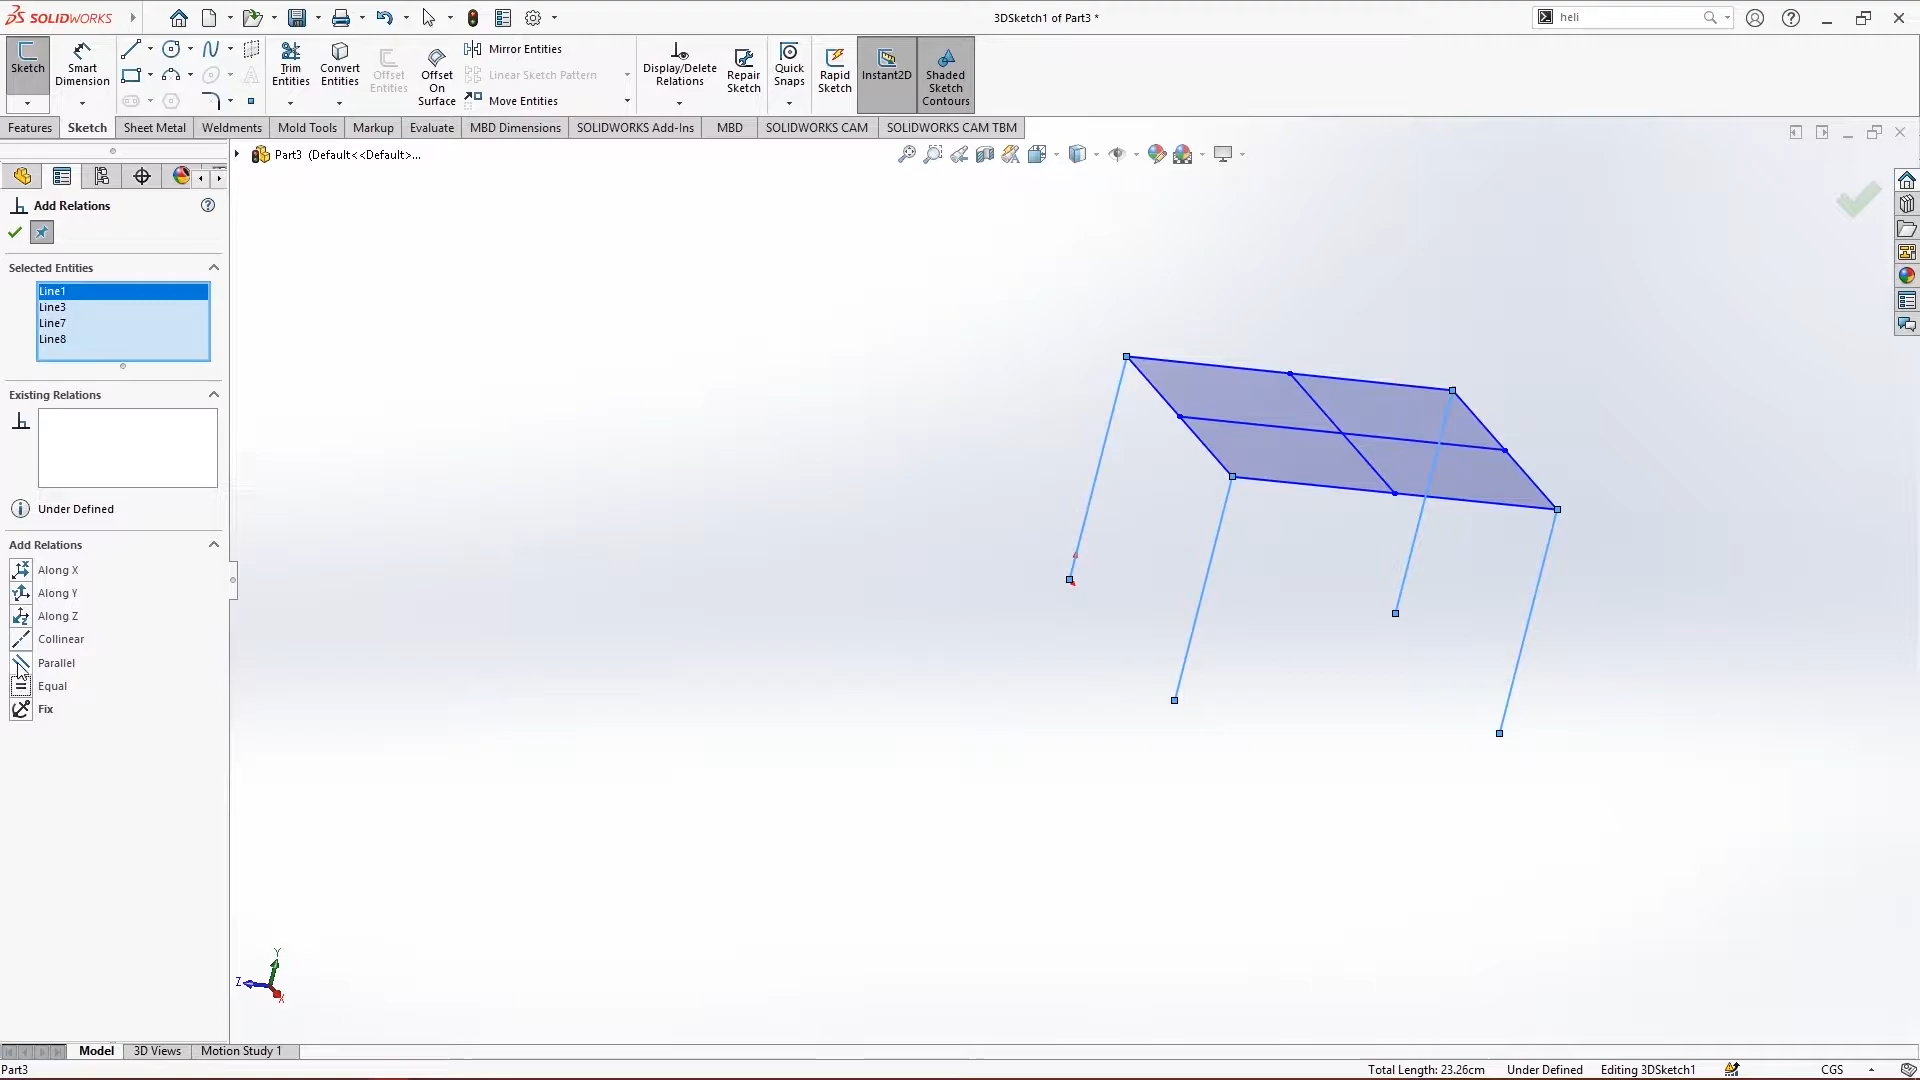 SOLIDWORKS
3DSketch1 of Part3 *
heli
Sketch
Smart Dimension
Trim Entities
Convert Entities
Offset Entities
Offset On Surface
Mirror Entities
Linear Sketch Pattern
Move Entities
Display/Delete Relations
Repair Sketch
Quick Snaps
Rapid Sketch
Instant2D
Shaded Sketch Contours
Features
Sketch
Sheet Metal
Weldments
Mold Tools
Markup
Evaluate
MBD Dimensions
SOLIDWORKS Add-Ins
MBD
SOLIDWORKS CAM
SOLIDWORKS CAM TBM
Part3 (Default<<Default>...
Add Relations
Selected Entities
Line1
Line3
Line7
Line8
Existing Relations
Under Defined
Add Relations
Along X
Along Y
Along Z
Collinear
Parallel
Equal
Fix
Y
Z
X
Model
3D Views
Motion Study 1
Part3
Total Length: 23.26cm
Under Defined
Editing 3DSketch1
CGS